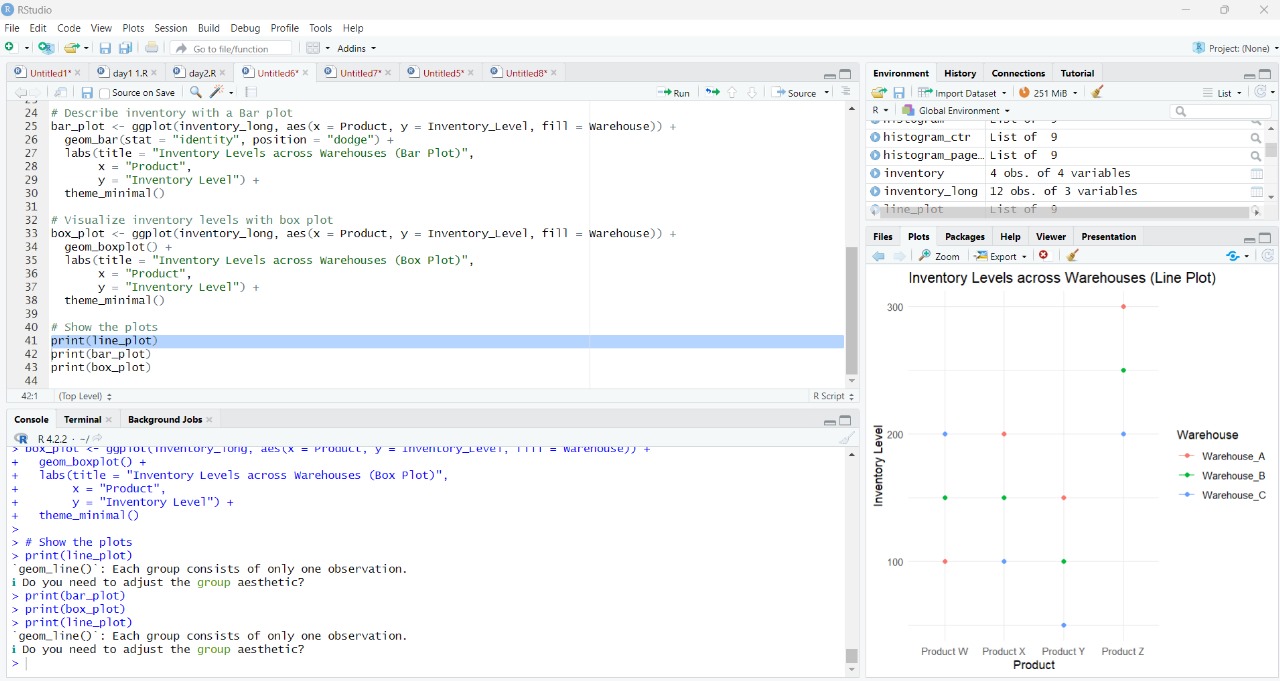 RStudio
File Edit Code View Plots Session Build Debug Profile Tools Help
Go to file/function Addins Project: (None)
Untitled1* day1 1.R day2.R Untitled6* Untitled7* Untitled5* Untitled8*
Source on Save Run Source
24 # Describe inventory with a Bar plot
25 bar_plot <- ggplot(inventory_long, aes(x = Product, y = Inventory_Level, fill = Warehouse)) +
26 geom_bar(stat = "identity", position = "dodge") +
27 labs(title = "Inventory Levels across Warehouses (Bar Plot)",
28 x = "Product",
29 y = "Inventory Level") +
30 theme_minimal()
31
32 # Visualize inventory levels with box plot
33 box_plot <- ggplot(inventory_long, aes(x = Product, y = Inventory_Level, fill = Warehouse)) +
34 geom_boxplot() +
35 labs(title = "Inventory Levels across Warehouses (Box Plot)",
36 x = "Product",
37 y = "Inventory Level") +
38 theme_minimal()
39
40 # Show the plots
41 print(line_plot)
42 print(bar_plot)
43 print(box_plot)
44
42:1 (Top Level) R Script
Console Terminal Background Jobs
R 4.2.2 · ~/
> box_plot <- ggplot(inventory_long, aes(x = Product, y = Inventory_Level, fill = Warehouse)) +
+ geom_boxplot() +
+ labs(title = "Inventory Levels across Warehouses (Box Plot)",
+ x = "Product",
+ y = "Inventory Level") +
+ theme_minimal()
>
> # Show the plots
> print(line_plot)
`geom_line()`: Each group consists of only one observation.
ℹ Do you need to adjust the group aesthetic?
> print(bar_plot)
> print(box_plot)
> print(line_plot)
`geom_line()`: Each group consists of only one observation.
ℹ Do you need to adjust the group aesthetic?
>
Environment History Connections Tutorial
Import Dataset 251 MiB List
R Global Environment
histogram_ctr List of 9
histogram_page… List of 9
inventory 4 obs. of 4 variables
inventory_long 12 obs. of 3 variables
line_plot List of 9
Files Plots Packages Help Viewer Presentation
Zoom Export
Inventory Levels across Warehouses (Line Plot)
300
200
100
Inventory Level
Product W Product X Product Y Product Z
Product
Warehouse
Warehouse_A
Warehouse_B
Warehouse_C